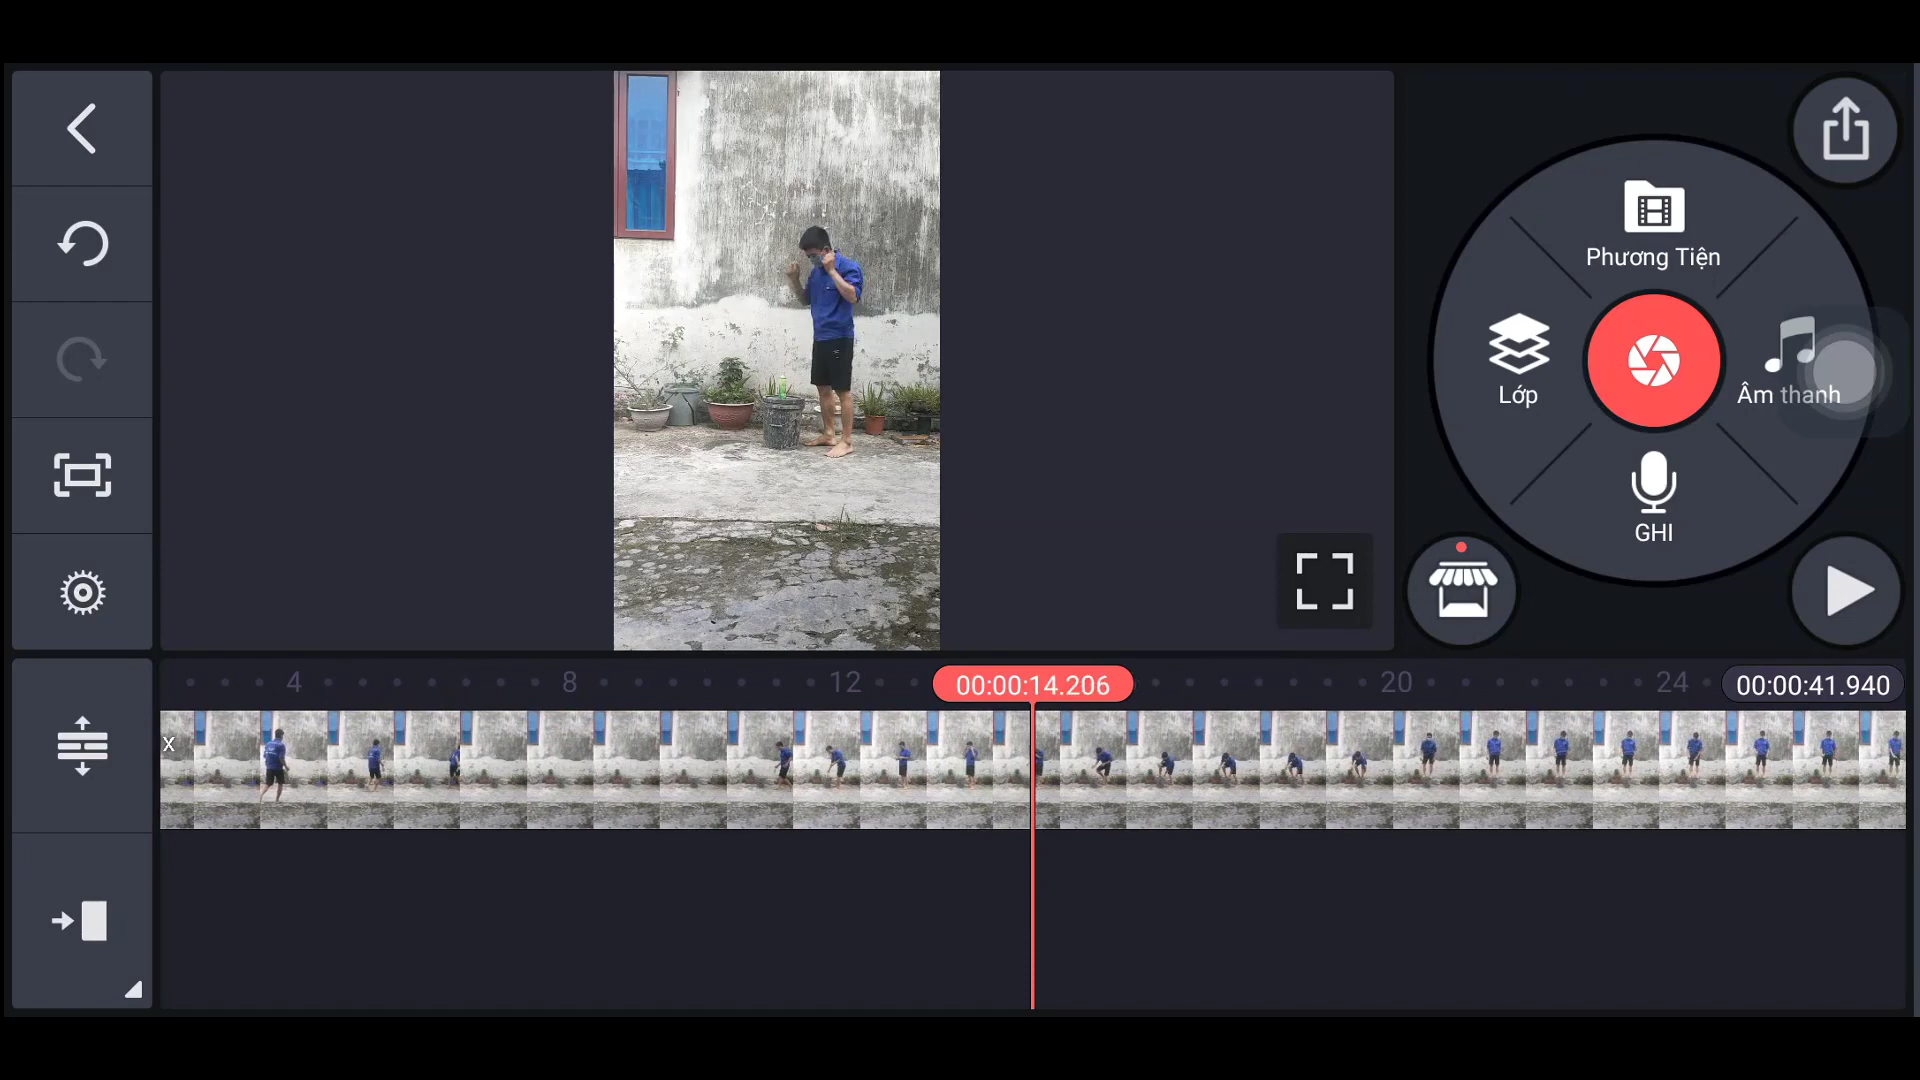 Phương Tiện
Lớp
Âm thanh
GHI
4
8
12
00:00:14.206
20
24
00:00:41.940
x